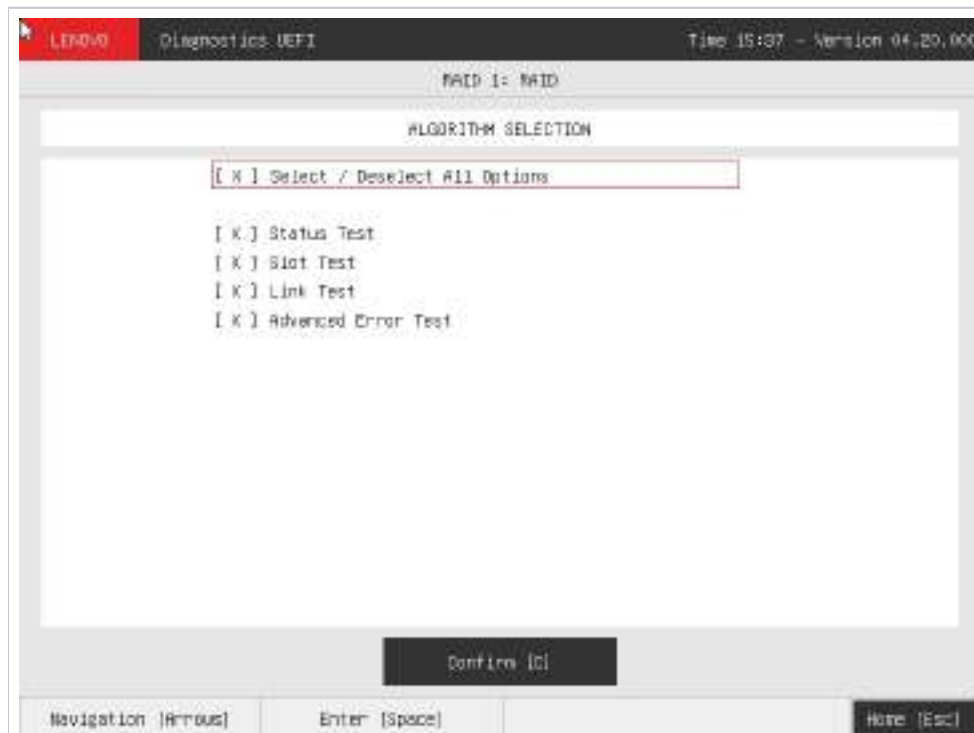 LENOVO Diagnostics UEFI Time 15:37 - Version 04.20.000
RAID 1: RAID
ALGORITHM SELECTION
[ X ] Select / Deselect All Options
[ X ] Status Test
[ X ] Slot Test
[ X ] Link Test
[ X ] Advanced Error Test
Confirm [C]
Navigation [Arrows] Enter [Space] Home [Esc]